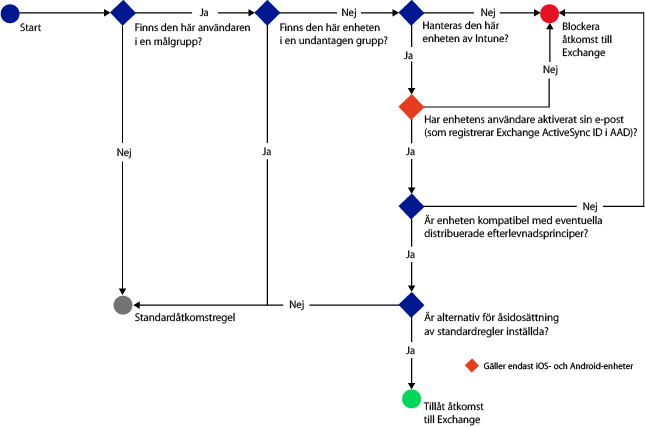 Start
Ja
Finns den här användaren
i en målgrupp?
Nej
Finns den här enheten
i en undantagen grupp?
Nej
Hanteras den här
enheten av Intune?
Blockera
åtkomst till
Exchange
Ja
Nej
Har enhetens användare aktiverat sin e-post
(som registrerar Exchange ActiveSync ID i AAD)?
Nej
Ja
Ja
Nej
Är enheten kompatibel med eventuella
distribuerade efterlevnadsprinciper?
Ja
Nej
Standardåtkomstregel
Är alternativ för åsidosättning
av standardregler inställda?
Ja
Gäller endast iOS- och Android-enheter
Tillåt åtkomst
till Exchange